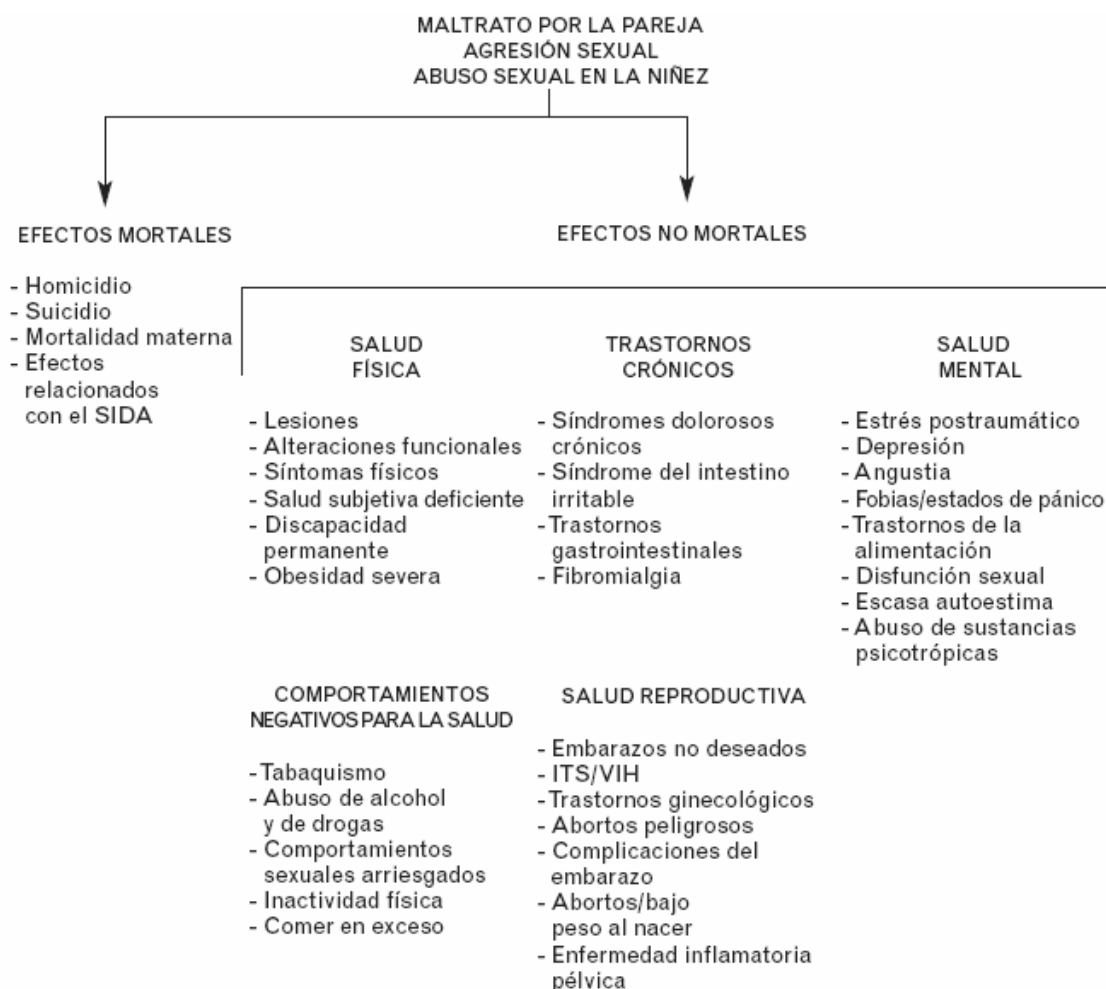 MALTRATO POR LA PAREJA
AGRESIÓN SEXUAL
ABUSO SEXUAL EN LA NIÑEZ
EFECTOS MORTALES
- Homicidio
- Suicidio
- Mortalidad materna
- Efectos
relacionados
con el SIDA
EFECTOS NO MORTALES
SALUD
FÍSICA
- Lesiones
- Alteraciones funcionales
- Síntomas físicos
- Salud subjetiva deficiente
- Discapacidad
permanente
- Obesidad severa
TRASTORNOS
CRÓNICOS
- Síndromes dolorosos
crónicos
- Síndrome del intestino
irritable
- Trastornos
gastrointestinales
- Fibromialgia
SALUD
MENTAL
- Estrés postraumático
- Depresión
- Angustia
- Fobias/estados de pánico
- Trastornos de la
alimentación
- Disfunción sexual
- Escasa autoestima
- Abuso de sustancias
psicotrópicas
COMPORTAMIENTOS
NEGATIVOS PARA LA SALUD
- Tabaquismo
- Abuso de alcohol
y de drogas
- Comportamientos
sexuales arriesgados
- Inactividad física
- Comer en exceso
SALUD REPRODUCTIVA
- Embarazos no deseados
- ITS/VIH
- Trastornos ginecológicos
- Abortos peligrosos
- Complicaciones del
embarazo
- Abortos/bajo
peso al nacer
- Enfermedad inflamatoria
pélvica